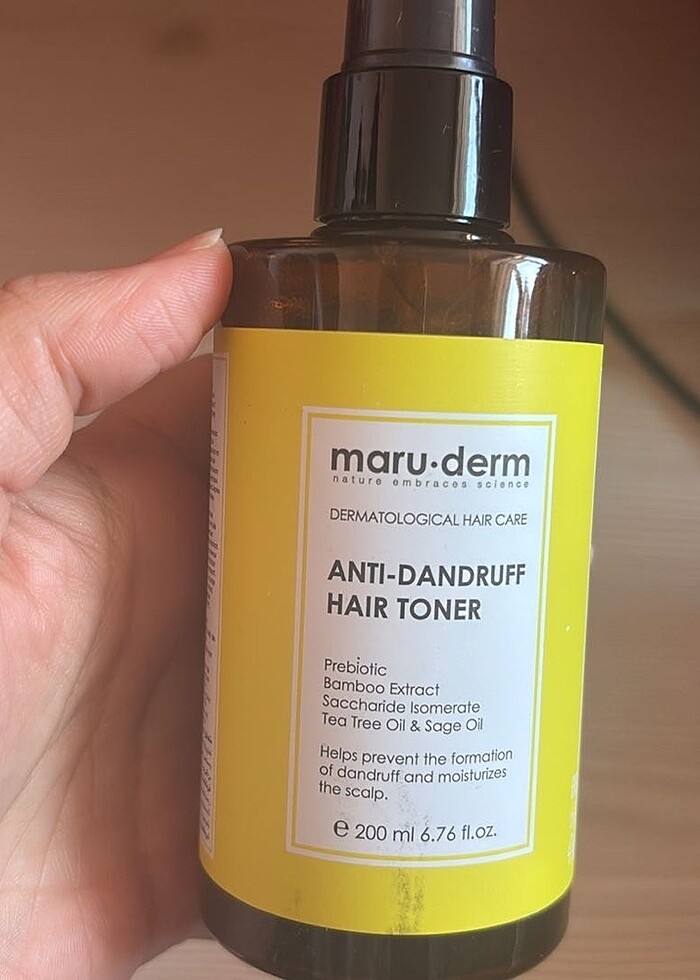 maru·derm
nature embraces science
DERMATOLOGICAL HAIR CARE
ANTI-DANDRUFF
HAIR TONER
Prebiotic
Bamboo Extract
Saccharide Isomerate
Tea Tree Oil & Sage Oil
Helps prevent the formation
of dandruff and moisturizes
the scalp.
℮ 200 ml 6.76 fl.oz.